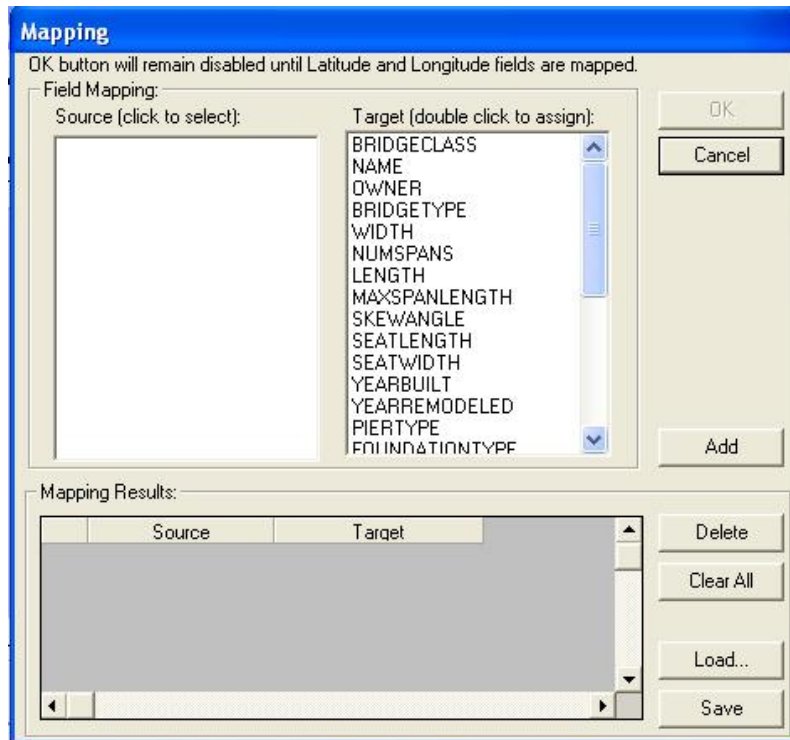 Mapping
OK button will remain disabled until Latitude and Longitude fields are mapped.
Field Mapping:
Source (click to select):
Target (double click to assign):
BRIDGECLASS
NAME
OWNER
BRIDGETYPE
WIDTH
NUMSPANS
LENGTH
MAXSPANLENGTH
SKEWANGLE
SEATLENGTH
SEATWIDTH
YEARBUILT
YEARREMODELED
PIERTYPE
FOUNDATIONTYPE
OK
Cancel
Add
Mapping Results:
Source Target
Delete
Clear All
Load...
Save